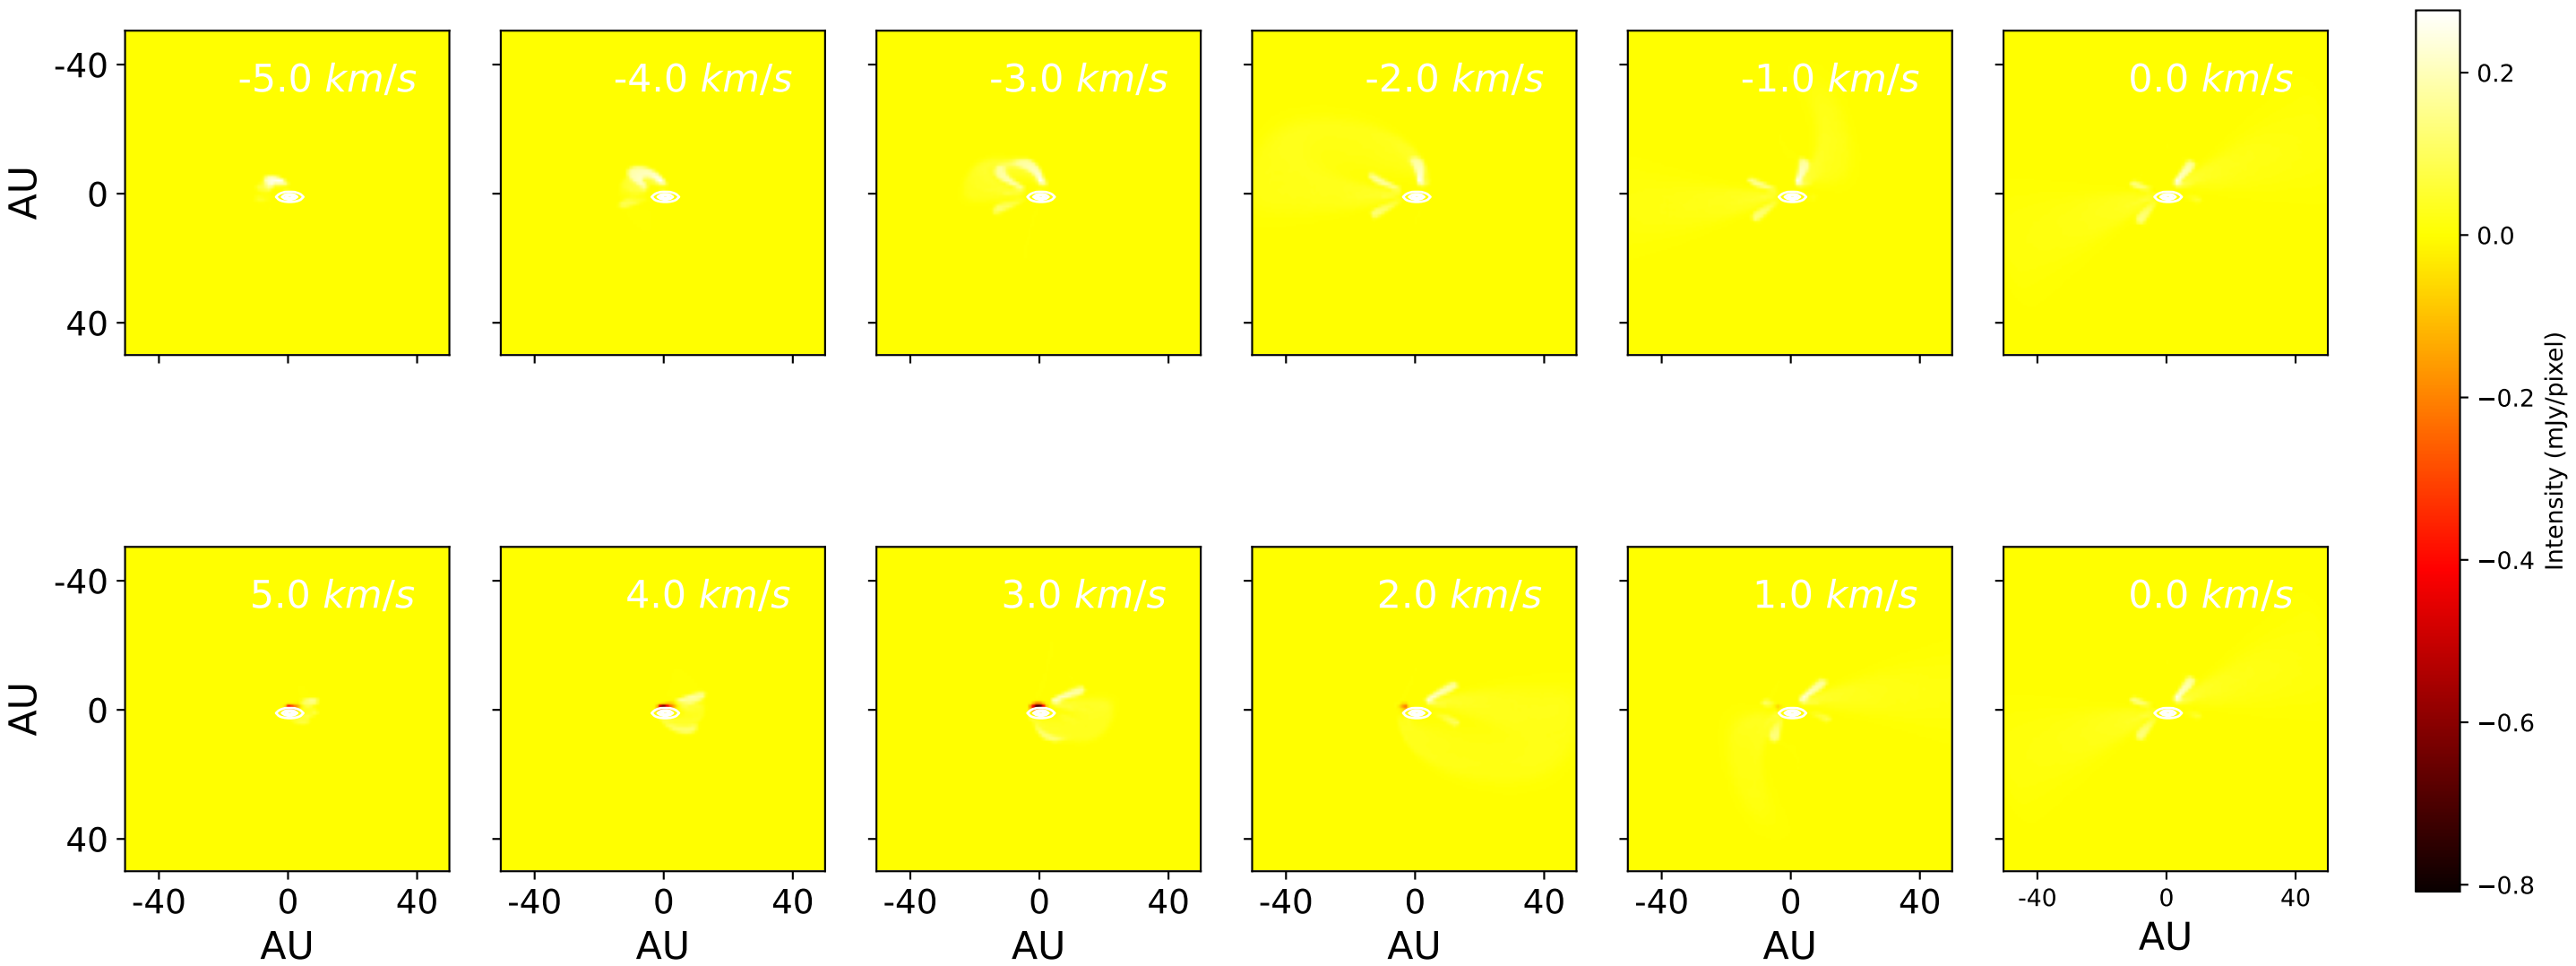 -5.0 km/s -4.0 km/s -3.0 km/s -2.0 km/s -1.0 km/s 0.0 km/s
-40
0
40
AU
5.0 km/s 4.0 km/s 3.0 km/s 2.0 km/s 1.0 km/s 0.0 km/s
-40
0
40
AU
-40 0 40 -40 0 40 -40 0 40 -40 0 40 -40 0 40 -40 0 40
AU AU AU AU AU AU
0.2
0.0
−0.2
−0.4
−0.6
−0.8
Intensity (mJy/pixel)